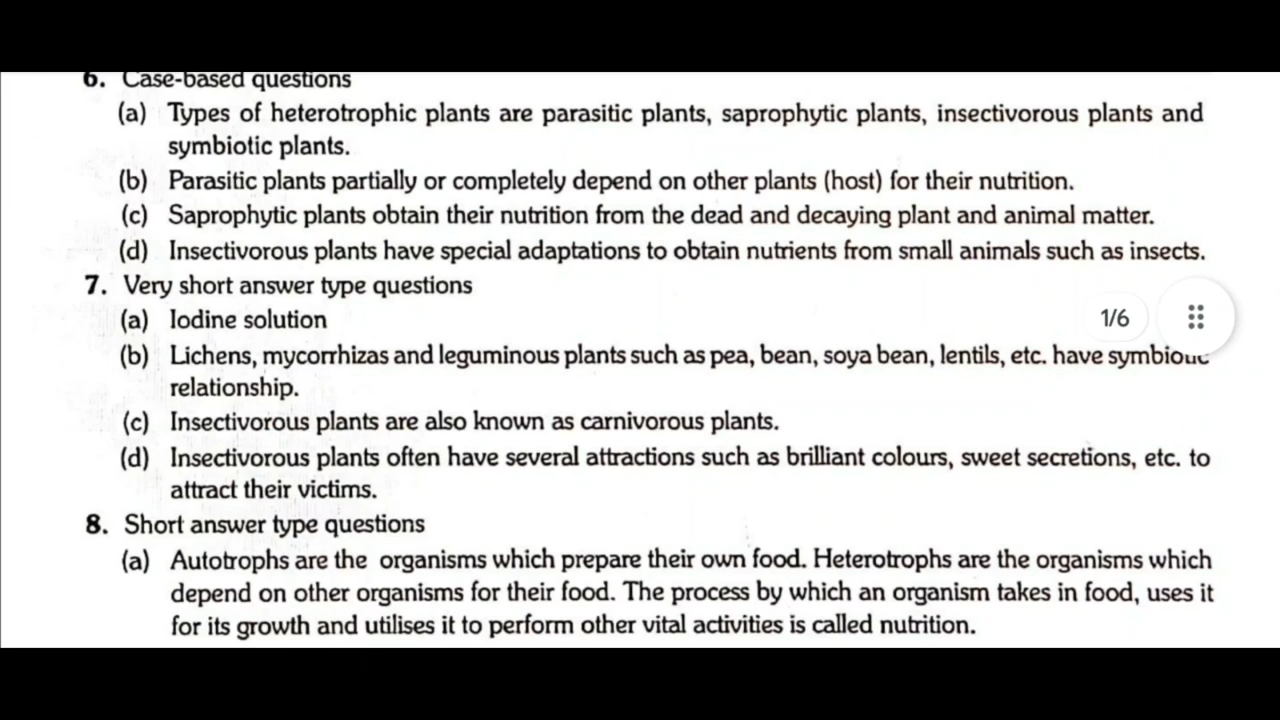 6. Case-based questions
(a) Types of heterotrophic plants are parasitic plants, saprophytic plants, insectivorous plants and
symbiotic plants.
(b) Parasitic plants partially or completely depend on other plants (host) for their nutrition.
(c) Saprophytic plants obtain their nutrition from the dead and decaying plant and animal matter.
(d) Insectivorous plants have special adaptations to obtain nutrients from small animals such as insects.
7. Very short answer type questions
(a) Iodine solution
1/6
(b) Lichens, mycorrhizas and leguminous plants such as pea, bean, soya bean, lentils, etc. have symbiotic
relationship.
(c) Insectivorous plants are also known as carnivorous plants.
(d) Insectivorous plants often have several attractions such as brilliant colours, sweet secretions, etc. to
attract their victims.
8. Short answer type questions
(a) Autotrophs are the organisms which prepare their own food. Heterotrophs are the organisms which
depend on other organisms for their food. The process by which an organism takes in food, uses it
for its growth and utilises it to perform other vital activities is called nutrition.